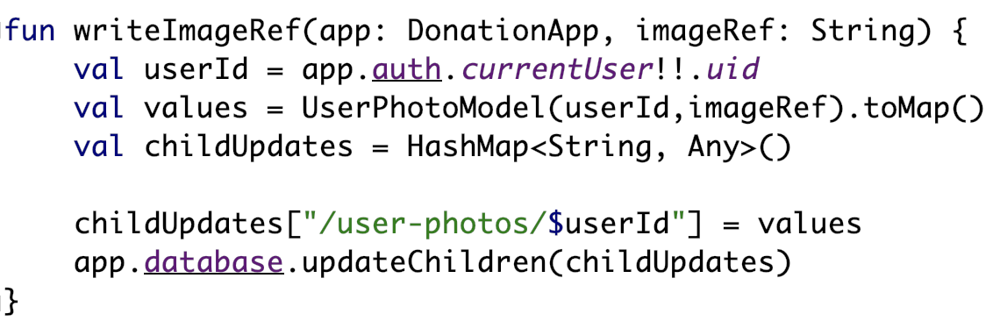 fun writeImageRef(app: DonationApp, imageRef: String) {
    val userId = app.auth.currentUser!!.uid
    val values = UserPhotoModel(userId,imageRef).toMap()
    val childUpdates = HashMap<String, Any>()

    childUpdates["/user-photos/$userId"] = values
    app.database.updateChildren(childUpdates)
}